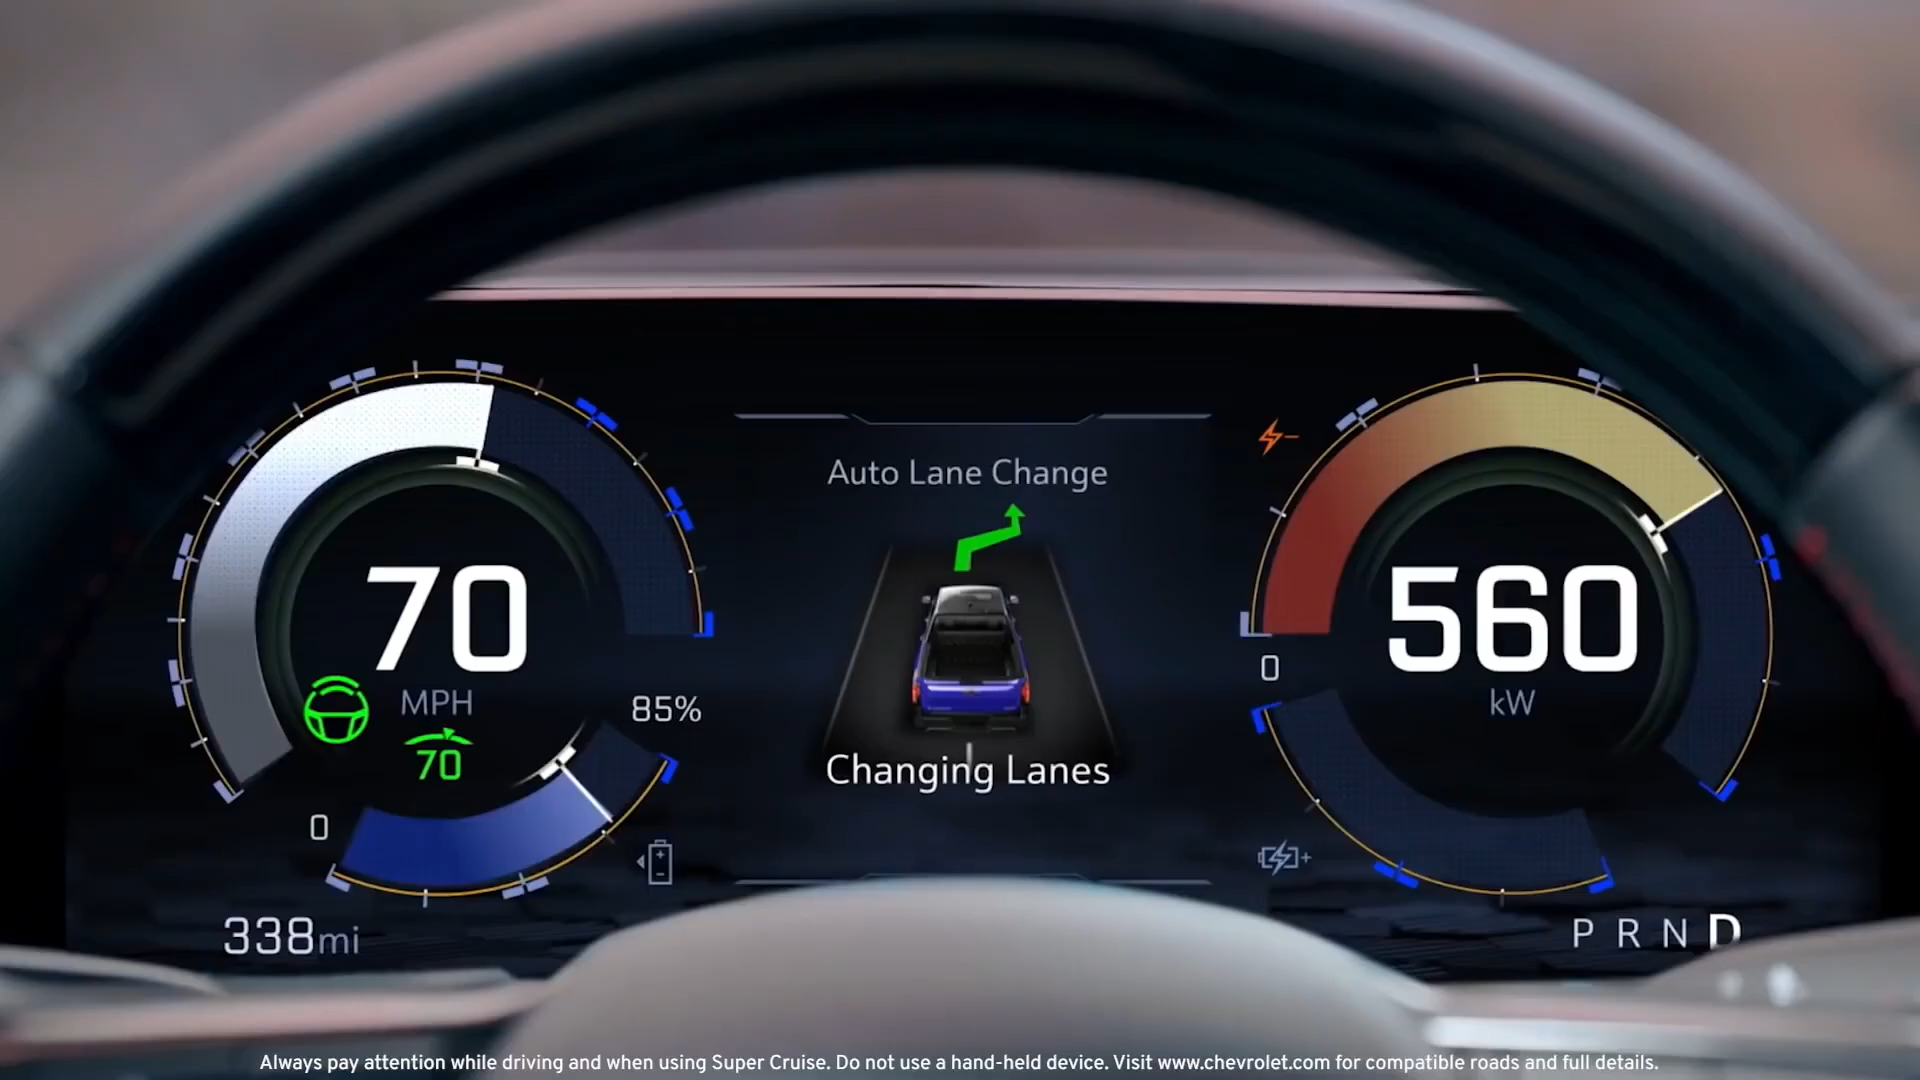 Auto Lane Change
70
MPH
70
85%
0
338mi
Changing Lanes
560
kW
0
P R N D
Always pay attention while driving and when using Super Cruise. Do not use a hand-held device. Visit www.chevrolet.com for compatible roads and full details.